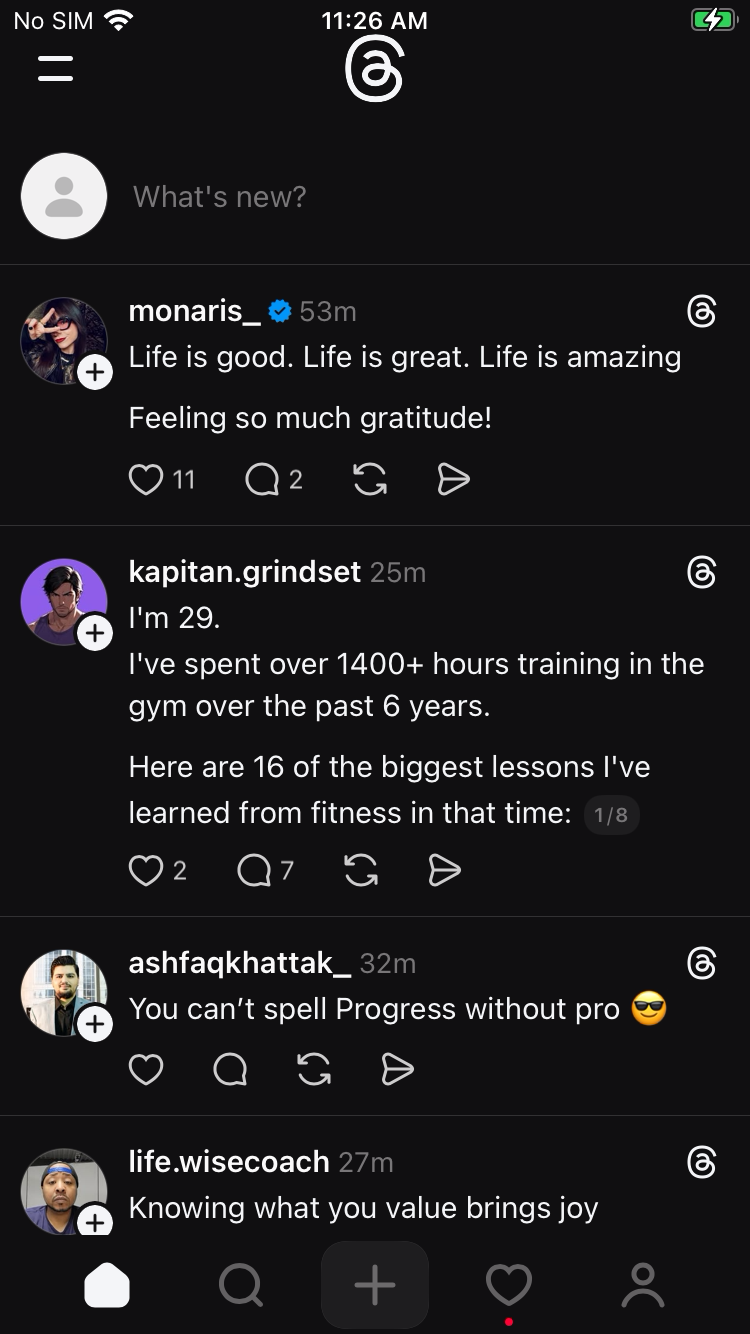 No SIM 11:26 AM
What's new?
monaris_ 53m
Life is good. Life is great. Life is amazing
Feeling so much gratitude!
11 2
kapitan.grindset 25m
I'm 29.
I've spent over 1400+ hours training in the
gym over the past 6 years.
Here are 16 of the biggest lessons I've
learned from fitness in that time: 1/8
2 7
ashfaqkhattak_ 32m
You can’t spell Progress without pro 😎
life.wisecoach 27m
Knowing what you value brings joy